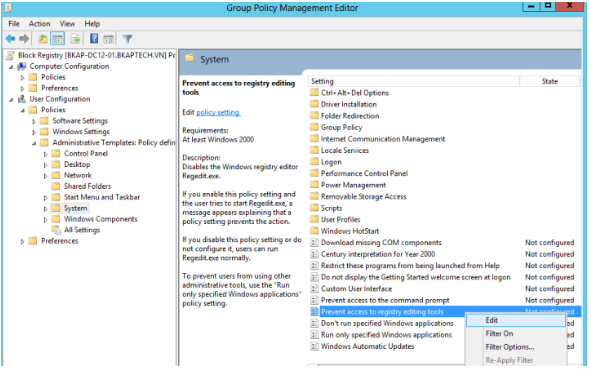 Group Policy Management Editor
File Action View Help
Block Registry [BKAP-DC12-01.BKAPTECH.VN] Pc
Computer Configuration
Policies
Preferences
User Configuration
Policies
Software Settings
Windows Settings
Administrative Templates: Policy defin
Control Panel
Desktop
Network
Shared Folders
Start Menu and Taskbar
System
Windows Components
All Settings
Preferences
System
Prevent access to registry editing
tools
Edit policy setting
Requirements:
At least Windows 2000
Description:
Disables the Windows registry editor
Regedit.exe.
If you enable this policy setting and
the user tries to start Regedit.exe, a
message appears explaining that a
policy setting prevents the action.
If you disable this policy setting or do
not configure it, users can run
Regedit.exe normally.
To prevent users from using other
administrative tools, use the "Run
only specified Windows applications"
policy setting.
Setting State
Ctrl+Alt+Del Options
Driver Installation
Folder Redirection
Group Policy
Internet Communication Management
Locale Services
Logon
Performance Control Panel
Power Management
Removable Storage Access
Scripts
User Profiles
Windows HotStart
Download missing COM components Not configured
Century interpretation for Year 2000 Not configured
Restrict these programs from being launched from Help Not configured
Do not display the Getting Started welcome screen at logon Not configured
Custom User Interface Not configured
Prevent access to the command prompt Not configured
Prevent access to registry editing tools Not configured
Don't run specified Windows applications ed
Run only specified Windows applications ed
Windows Automatic Updates ed
Edit
Filter On
Filter Options...
Re-Apply Filter